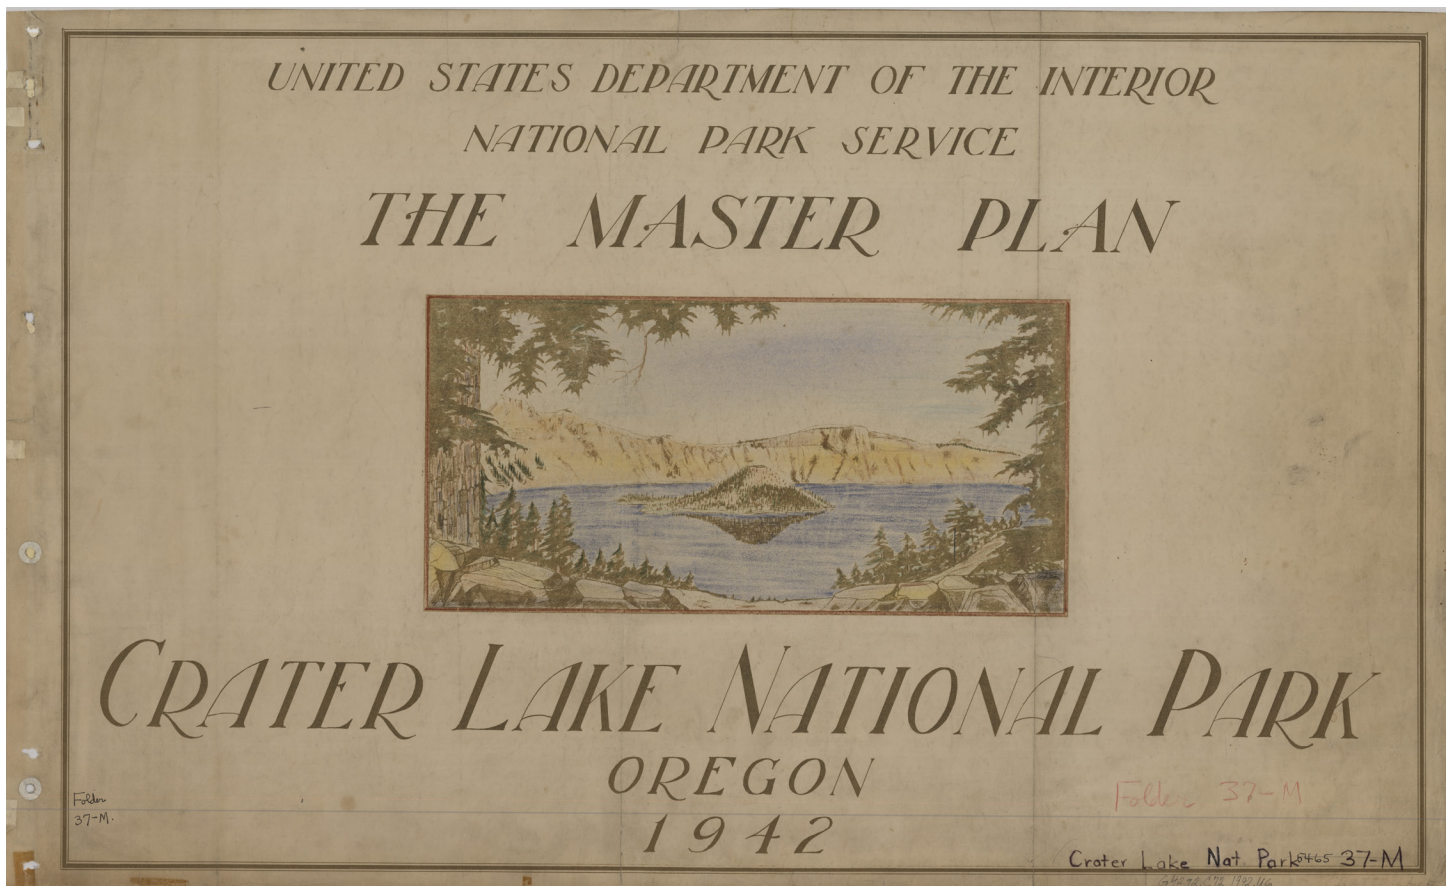 UNITED STATES DEPARTMENT OF THE INTERIOR
NATIONAL PARK SERVICE
THE MASTER PLAN
CRATER LAKE NATIONAL PARK
OREGON
1942
Folder
37-M.
Folder 37-M
Crater Lake Nat. Park 5465 37-M